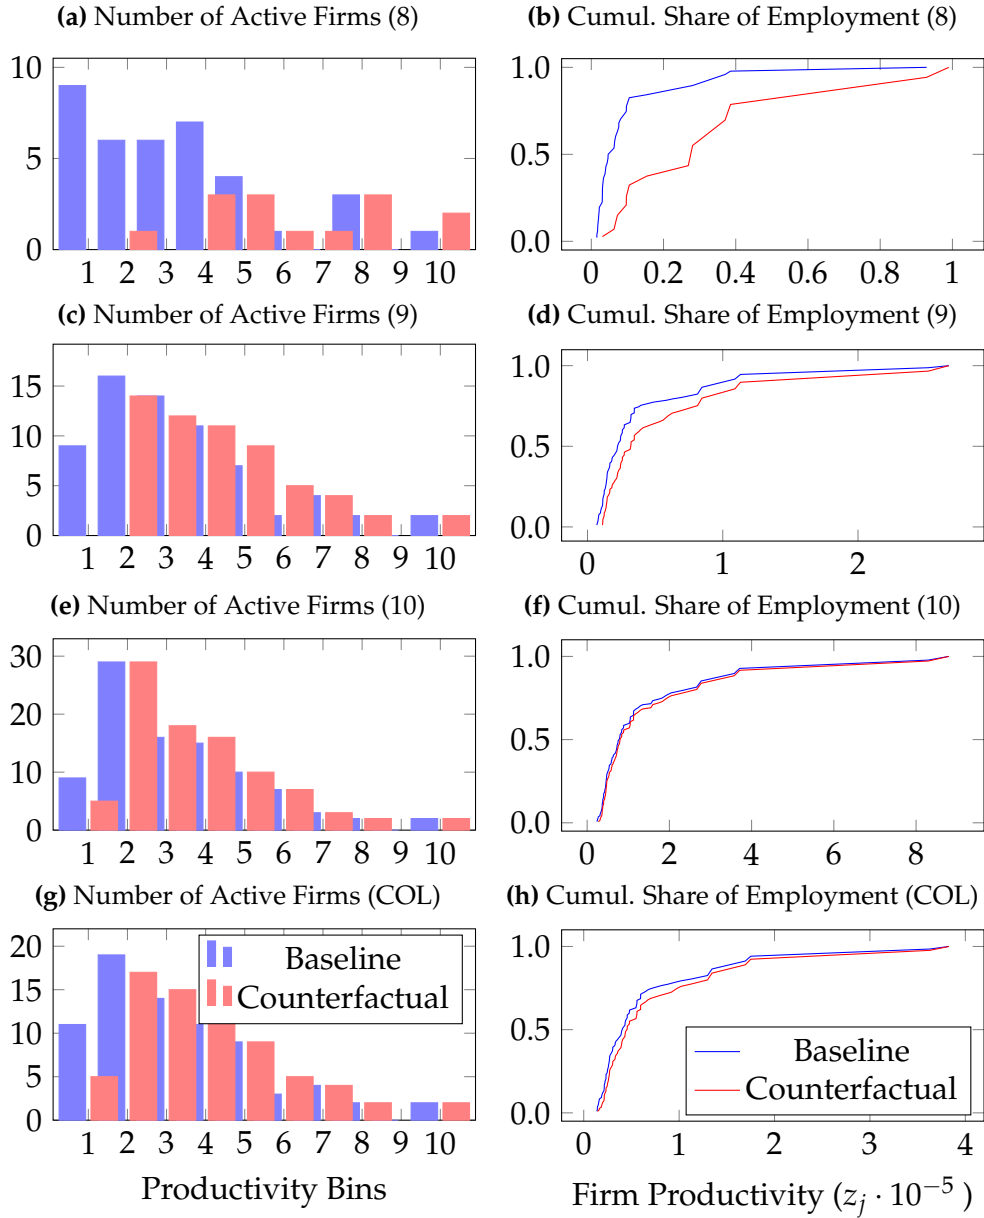 (a) Number of Active Firms (8)
(b) Cumul. Share of Employment (8)
10
5
0
1 2 3 4 5 6 7 8 9 10
1.0
0.5
0.0
0 0.2 0.4 0.6 0.8 1
(c) Number of Active Firms (9)
(d) Cumul. Share of Employment (9)
15
10
5
0
1 2 3 4 5 6 7 8 9 10
1.0
0.5
0.0
0 1 2
(e) Number of Active Firms (10)
(f) Cumul. Share of Employment (10)
30
20
10
0
1 2 3 4 5 6 7 8 9 10
1.0
0.5
0.0
0 2 4 6 8
(g) Number of Active Firms (COL)
(h) Cumul. Share of Employment (COL)
20
15
10
5
0
Baseline
Counterfactual
1 2 3 4 5 6 7 8 9 10
Productivity Bins
1.0
0.5
0.0
Baseline
Counterfactual
0 1 2 3 4
Firm Productivity (z_j · 10^{-5} )